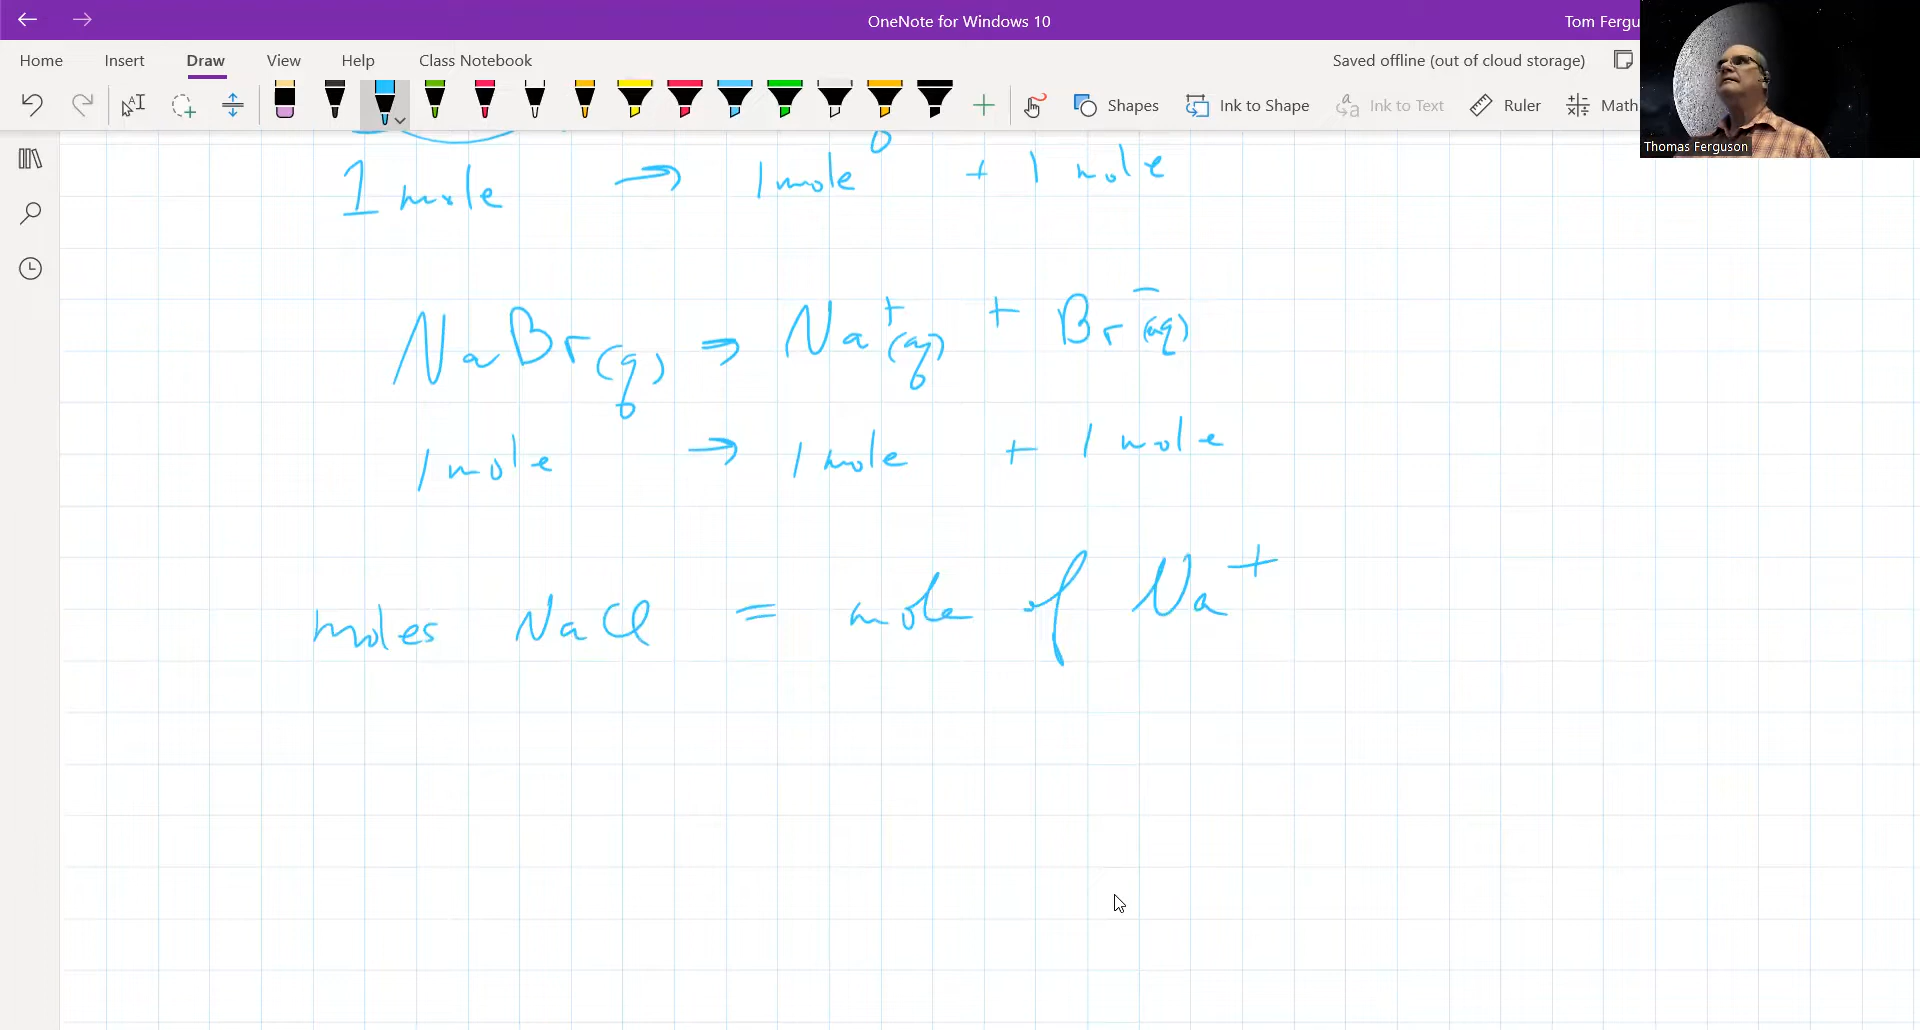 OneNote for Windows 10
Tom Fergu
Home Insert Draw View Help Class Notebook
Saved offline (out of cloud storage)
Shapes Ink to Shape Ink to Text Ruler Math
Thomas Ferguson
1 mole → 1 mole + 1 mole
NaBr(q) → Na⁺(aq) + Br⁻(aq)
1 mole → 1 mole + 1 mole
moles NaCl = mole of Na⁺